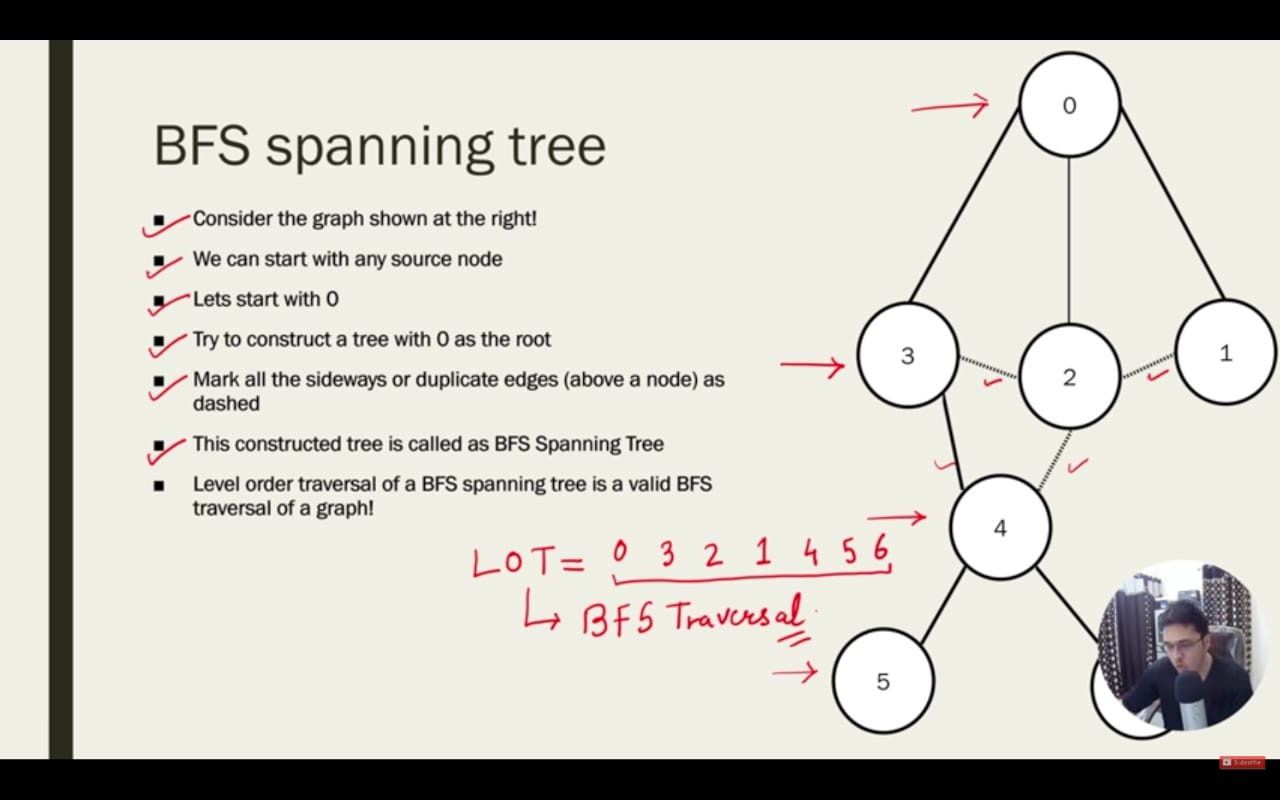 BFS spanning tree
Consider the graph shown at the right!
We can start with any source node
Lets start with 0
Try to construct a tree with 0 as the root
Mark all the sideways or duplicate edges (above a node) as
dashed
This constructed tree is called as BFS Spanning Tree
Level order traversal of a BFS spanning tree is a valid BFS
traversal of a graph!
LOT = 0 3 2 1 4 5 6
BFS Traversal
0
3
2
1
4
5
Subscribe